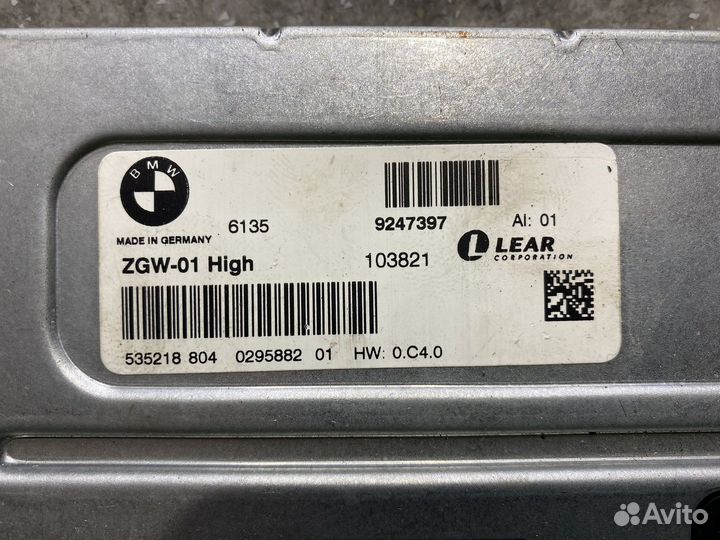 BMW
6135 9247397 AI: 01
MADE IN GERMANY
LEAR
CORPORATION
ZGW-01 High 103821
535218 804 0295882 01 HW: 0.C4.0
Avito